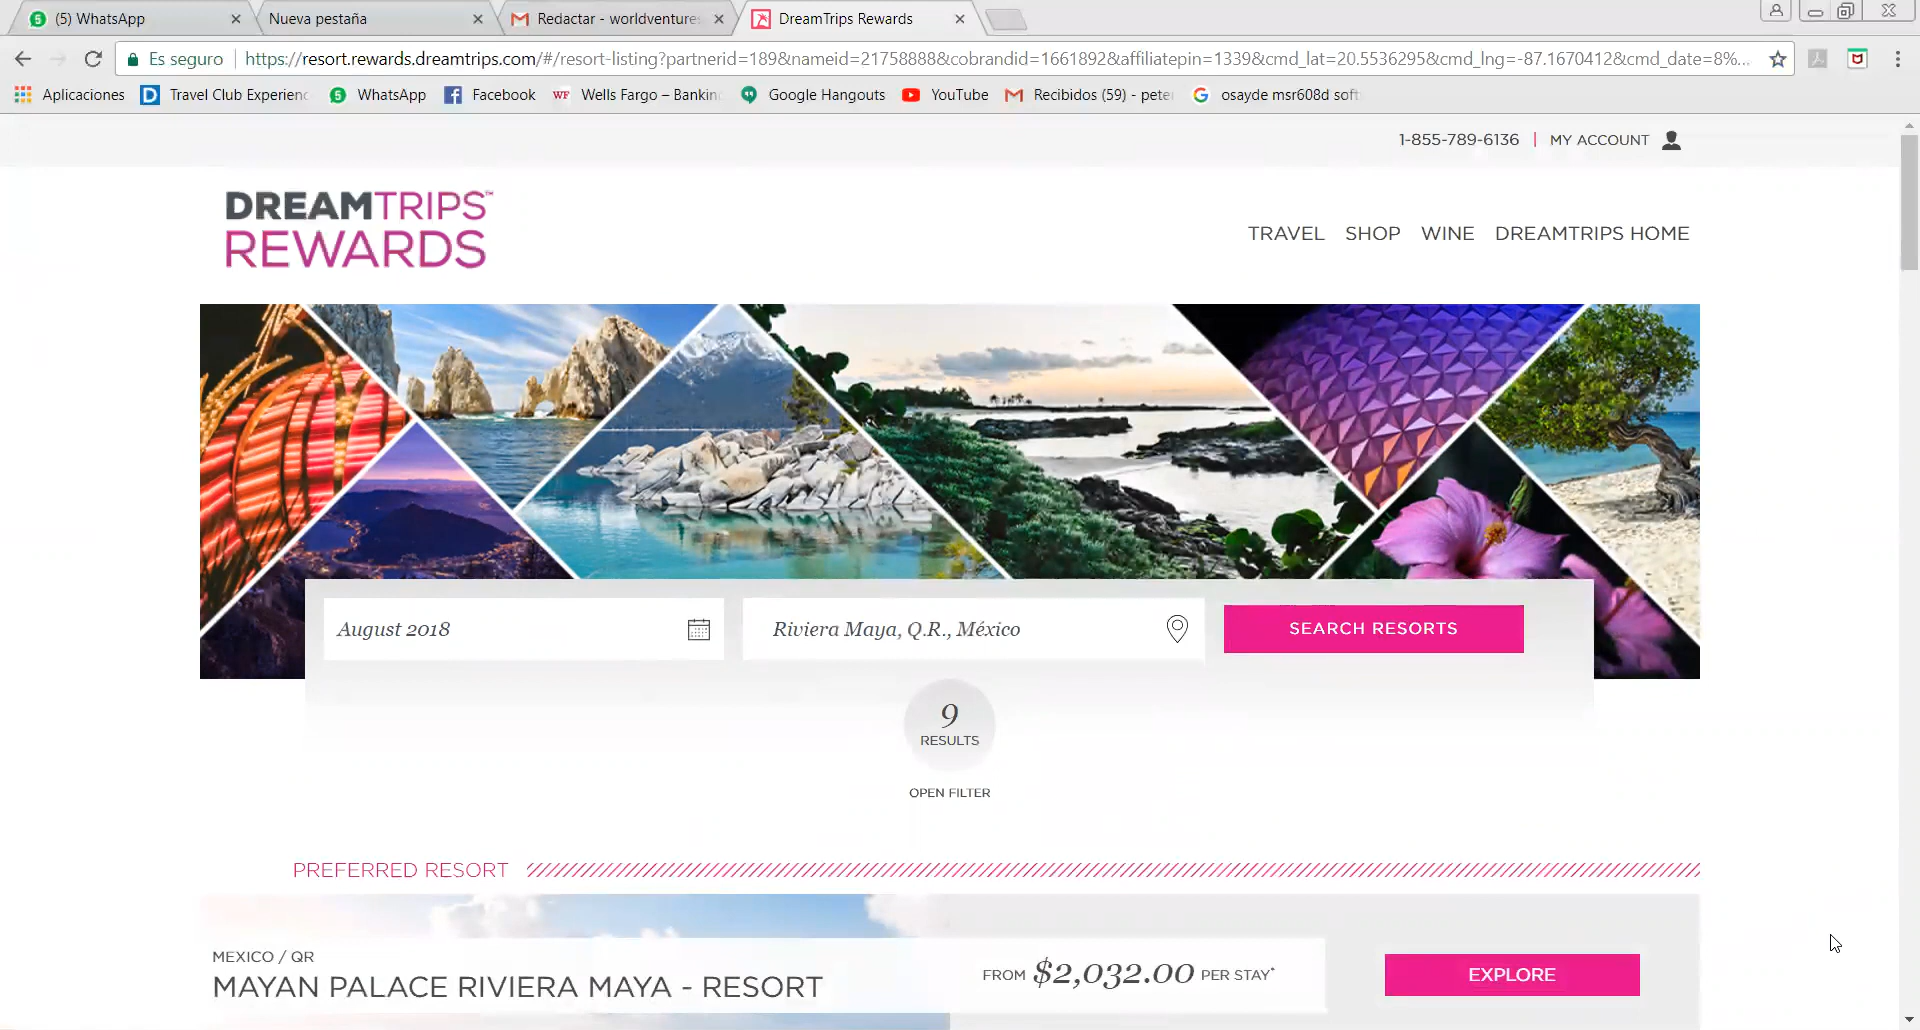 (5) WhatsApp
Nueva pestaña
Redactar - worldventures
DreamTrips Rewards
Es seguro
https://resort.rewards.dreamtrips.com/#/resort-listing?partnerid=189&nameid=21758888&cobrandid=1661892&affiliatepin=1339&cmd_lat=20.5536295&cmd_lng=-87.1670412&cmd_date=8%...
Aplicaciones
Travel Club Experienc
WhatsApp
Facebook
WF
Wells Fargo – Bankin
Google Hangouts
YouTube
Recibidos (59) - pete
osayde msr608d soft
1-855-789-6136 | MY ACCOUNT
DREAMTRIPS™
REWARDS
TRAVEL SHOP WINE DREAMTRIPS HOME
August 2018
Riviera Maya, Q.R., México
SEARCH RESORTS
9
RESULTS
OPEN FILTER
PREFERRED RESORT
MEXICO / QR
MAYAN PALACE RIVIERA MAYA - RESORT
FROM $2,032.00 PER STAY*
EXPLORE